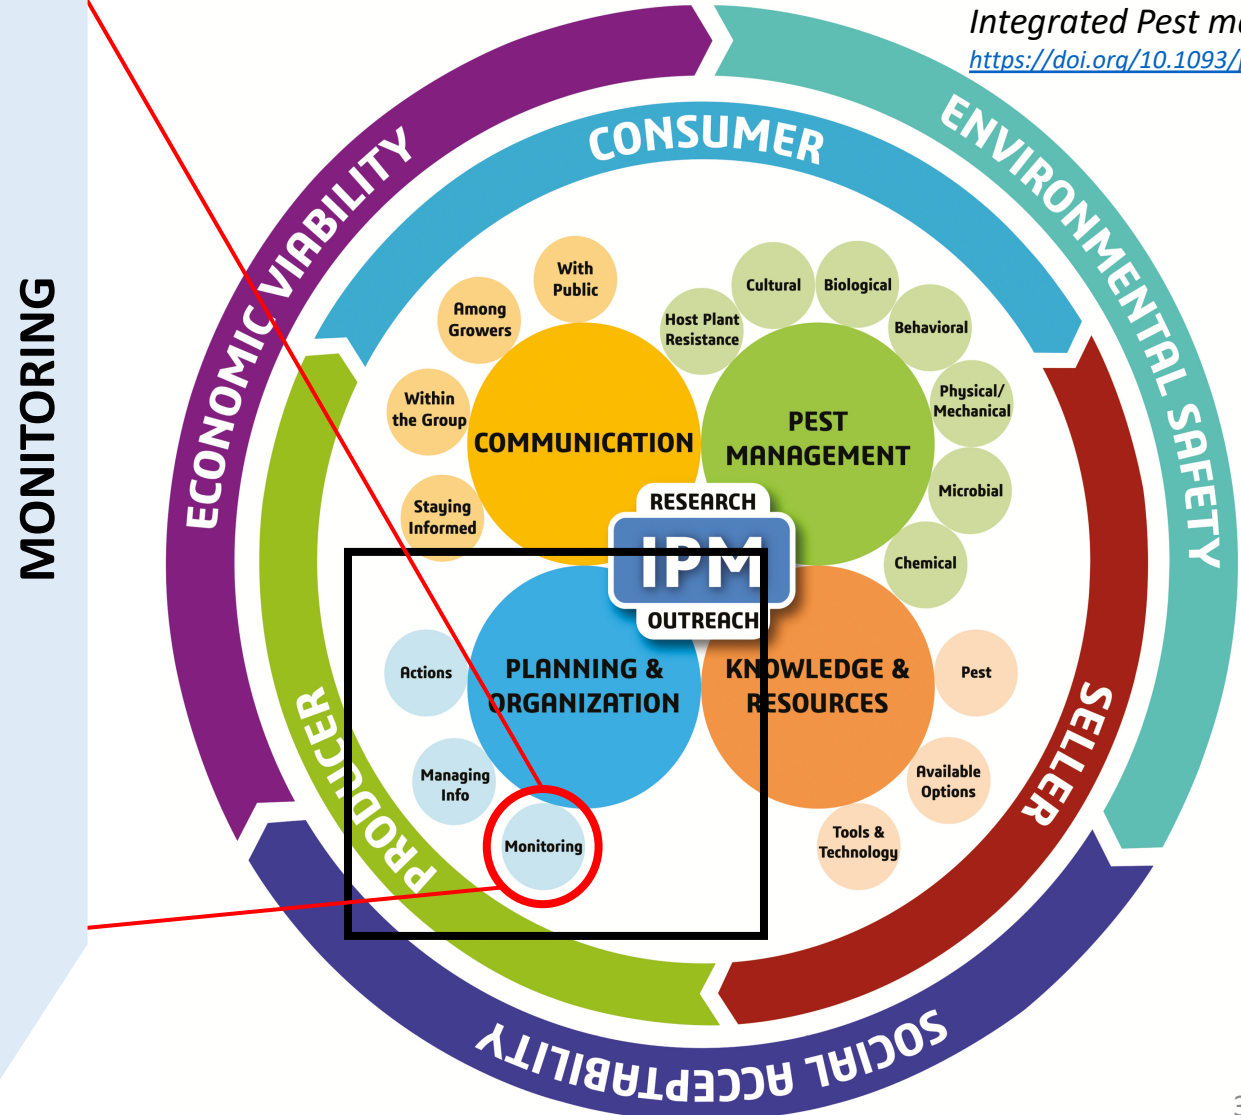 Integrated Pest
https://doi.org/10.1093/
MONITORING
ECONOMIC VIABILITY
ENVIRONMENTAL SAFETY
SOCIAL ACCEPTABILITY
CONSUMER
SELLER
PRODUCER
With
Public
Among
Growers
Within
the Group
Staying
Informed
COMMUNICATION
Host Plant
Resistance
Cultural
Biological
Behavioral
Physical/
Mechanical
Microbial
Chemical
PEST
MANAGEMENT
RESEARCH
IPM
OUTREACH
Actions
Managing
Info
Monitoring
PLANNING &
ORGANIZATION
KNOWLEDGE &
RESOURCES
Pest
Available
Options
Tools &
Technology